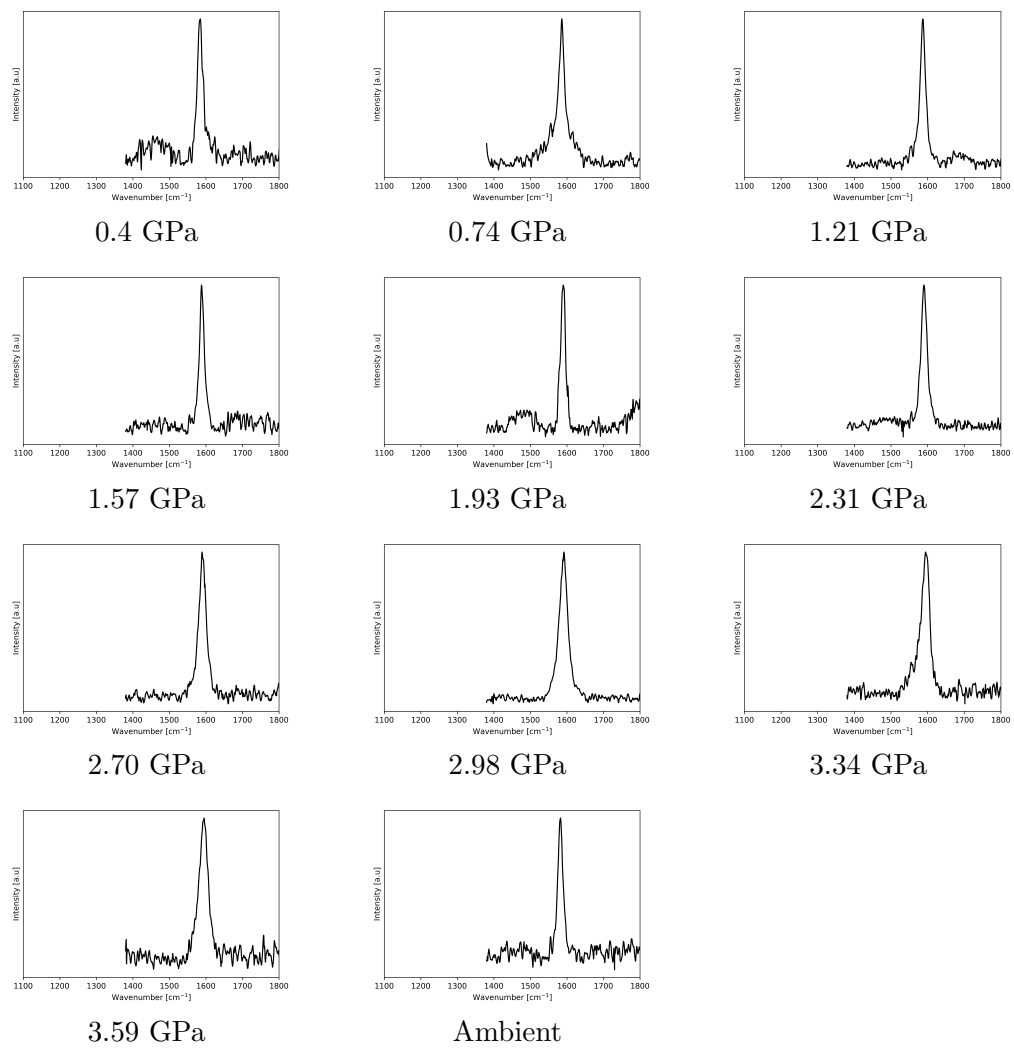 Intensity [a.u]
1100 1200 1300 1400 1500 1600 1700 1800
Wavenumber [cm⁻¹]
0.4 GPa
Intensity [a.u]
1100 1200 1300 1400 1500 1600 1700 1800
Wavenumber [cm⁻¹]
0.74 GPa
Intensity [a.u]
1100 1200 1300 1400 1500 1600 1700 1800
Wavenumber [cm⁻¹]
1.21 GPa
Intensity [a.u]
1100 1200 1300 1400 1500 1600 1700 1800
Wavenumber [cm⁻¹]
1.57 GPa
Intensity [a.u]
1100 1200 1300 1400 1500 1600 1700 1800
Wavenumber [cm⁻¹]
1.93 GPa
Intensity [a.u]
1100 1200 1300 1400 1500 1600 1700 1800
Wavenumber [cm⁻¹]
2.31 GPa
Intensity [a.u]
1100 1200 1300 1400 1500 1600 1700 1800
Wavenumber [cm⁻¹]
2.70 GPa
Intensity [a.u]
1100 1200 1300 1400 1500 1600 1700 1800
Wavenumber [cm⁻¹]
2.98 GPa
Intensity [a.u]
1100 1200 1300 1400 1500 1600 1700 1800
Wavenumber [cm⁻¹]
3.34 GPa
Intensity [a.u]
1100 1200 1300 1400 1500 1600 1700 1800
Wavenumber [cm⁻¹]
3.59 GPa
Intensity [a.u]
1100 1200 1300 1400 1500 1600 1700 1800
Wavenumber [cm⁻¹]
Ambient